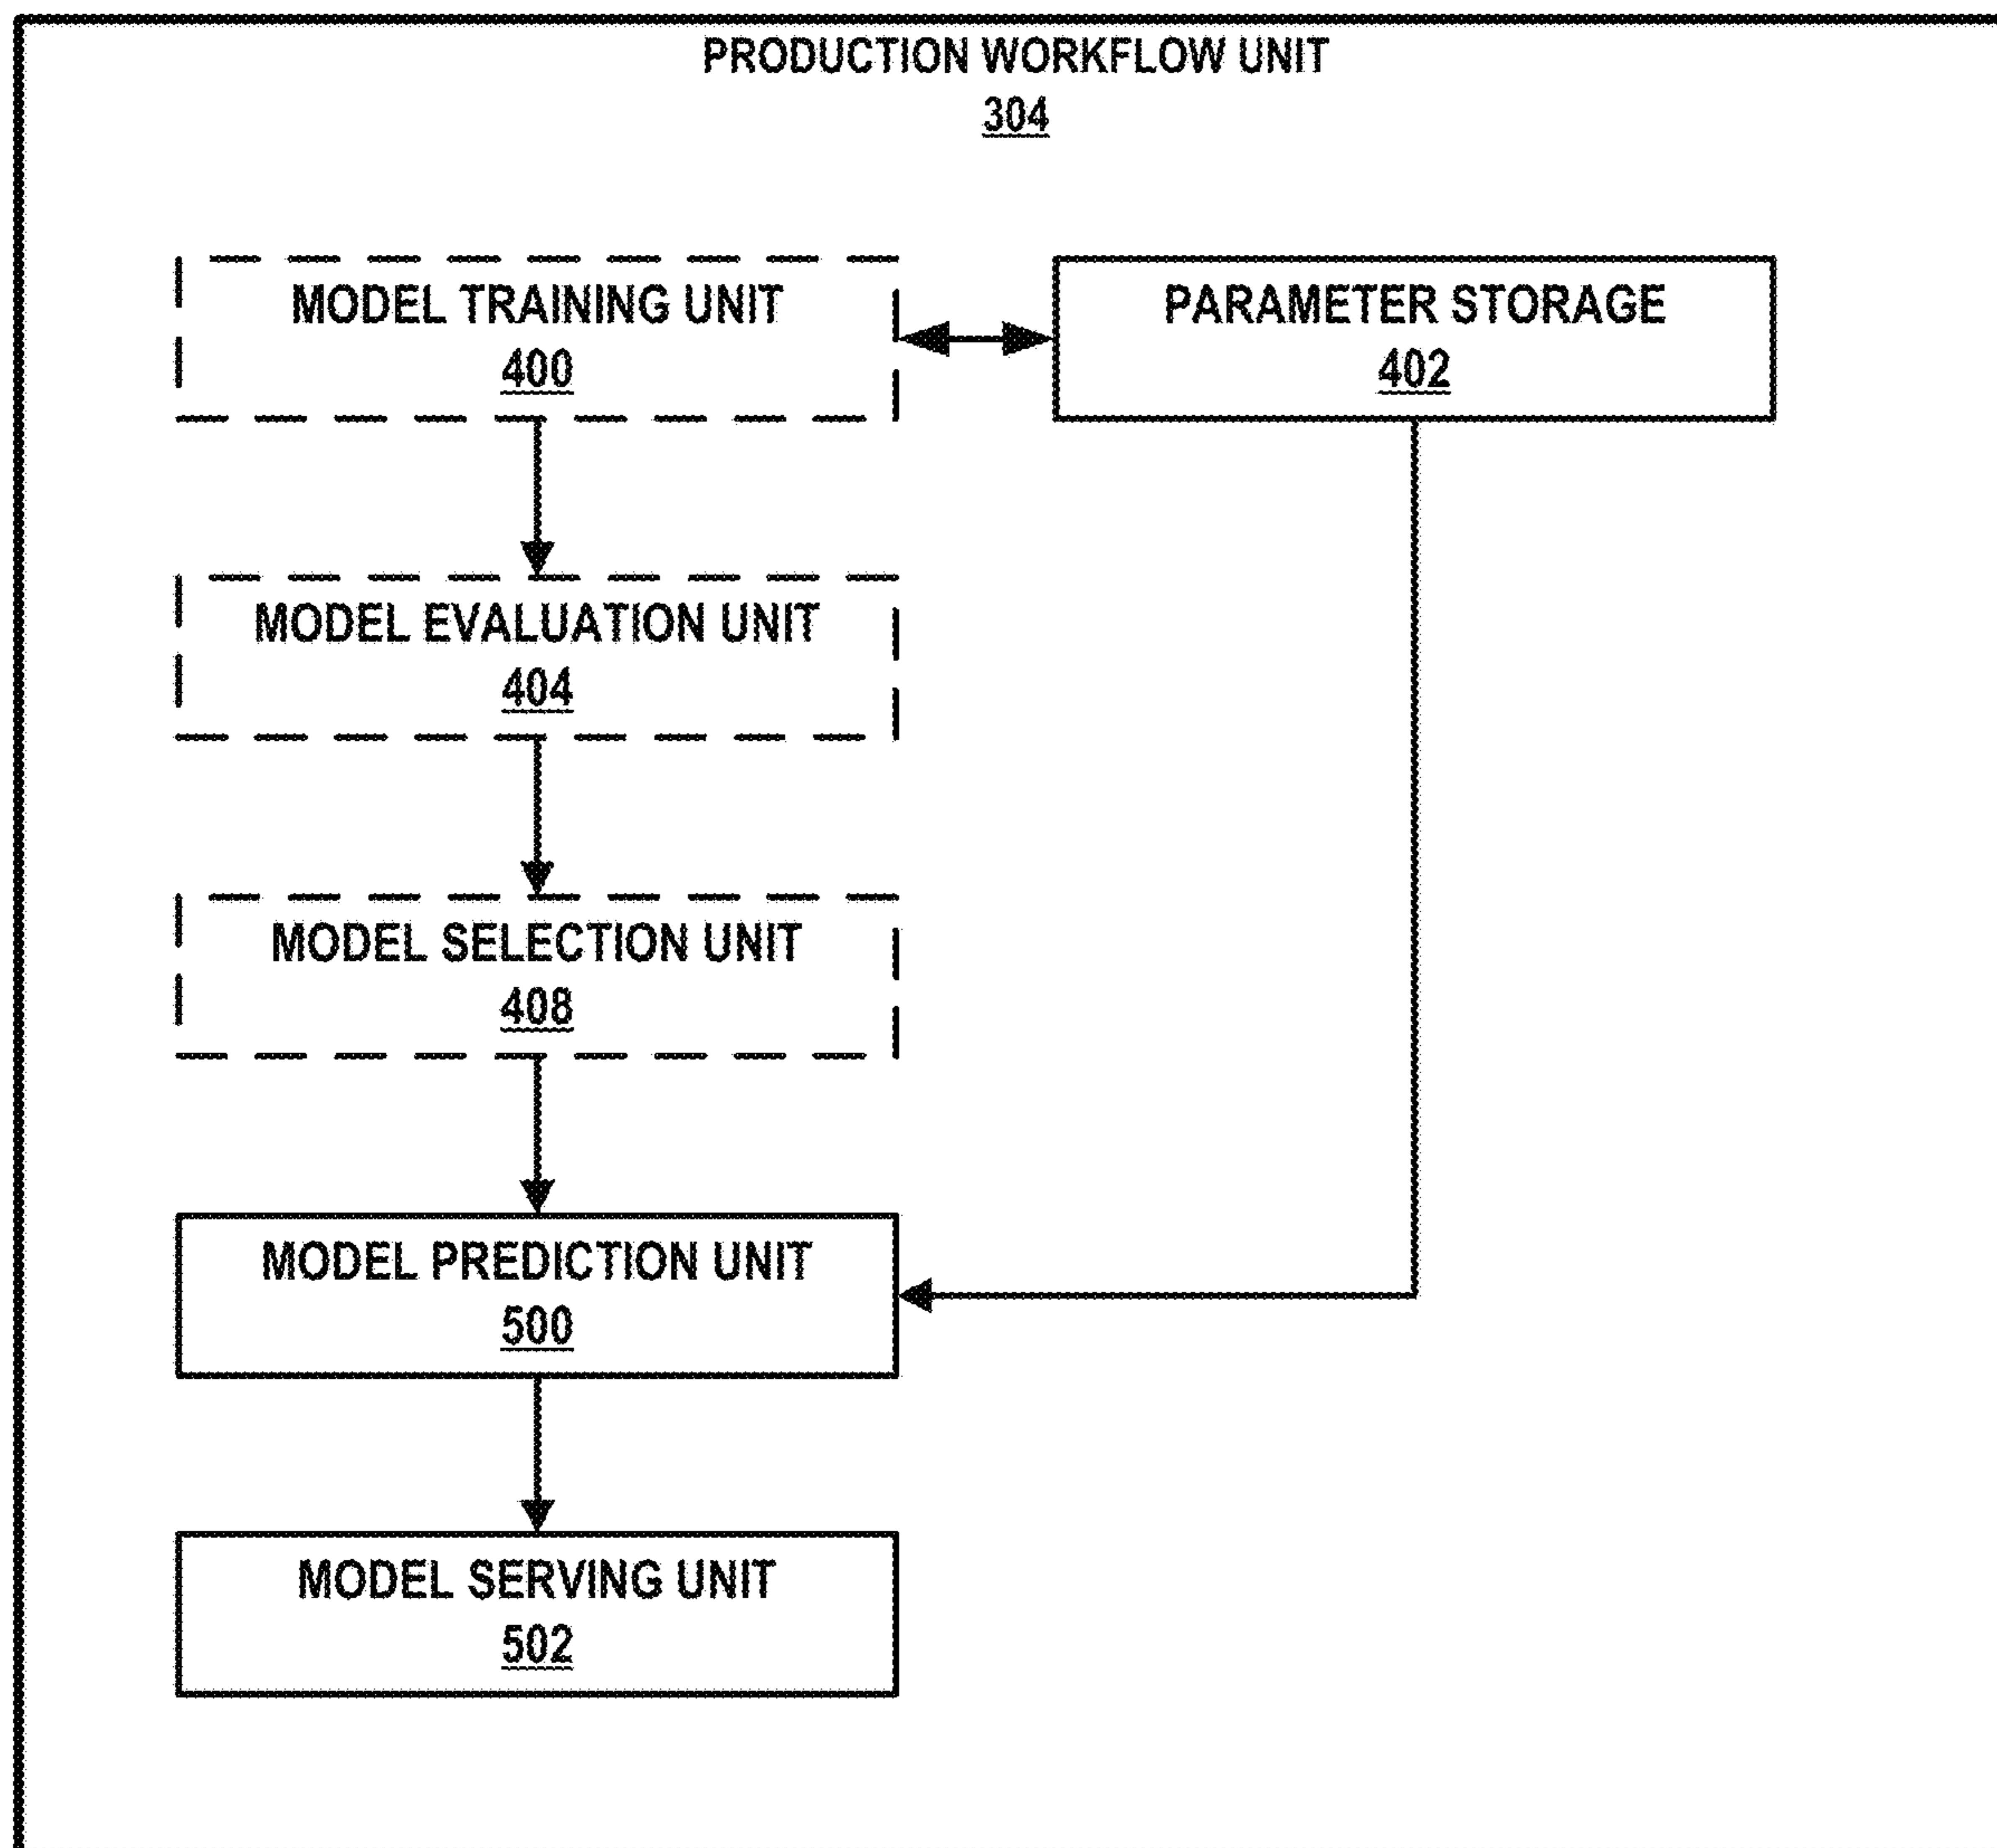 PRODUCTION WORKFLOW UNIT
304
MODEL TRAINING UNIT
400
PARAMETER STORAGE
402
MODEL EVALUATION UNIT
404
MODEL SELECTION UNIT
408
MODEL PREDICTION UNIT
500
MODEL SERVING UNIT
502